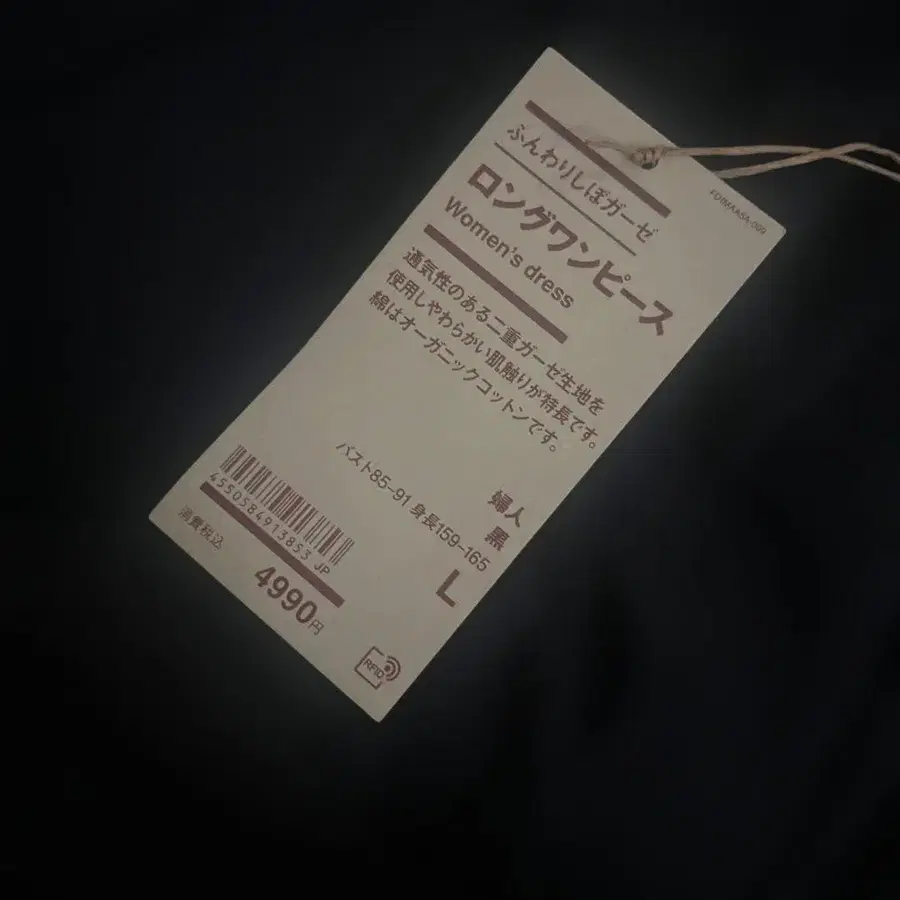 FD1MAA5A-009
ふんわりしぼガーゼ
ロングワンピース
Women's dress
通気性のある二重ガーゼ生地を
使用しやわらかい肌触りが特長です。
綿はオーガニックコットンです。
婦人
黒
バスト85-91 身長159-165
L
4550584913853 JP
消費税込
4990円
RFID